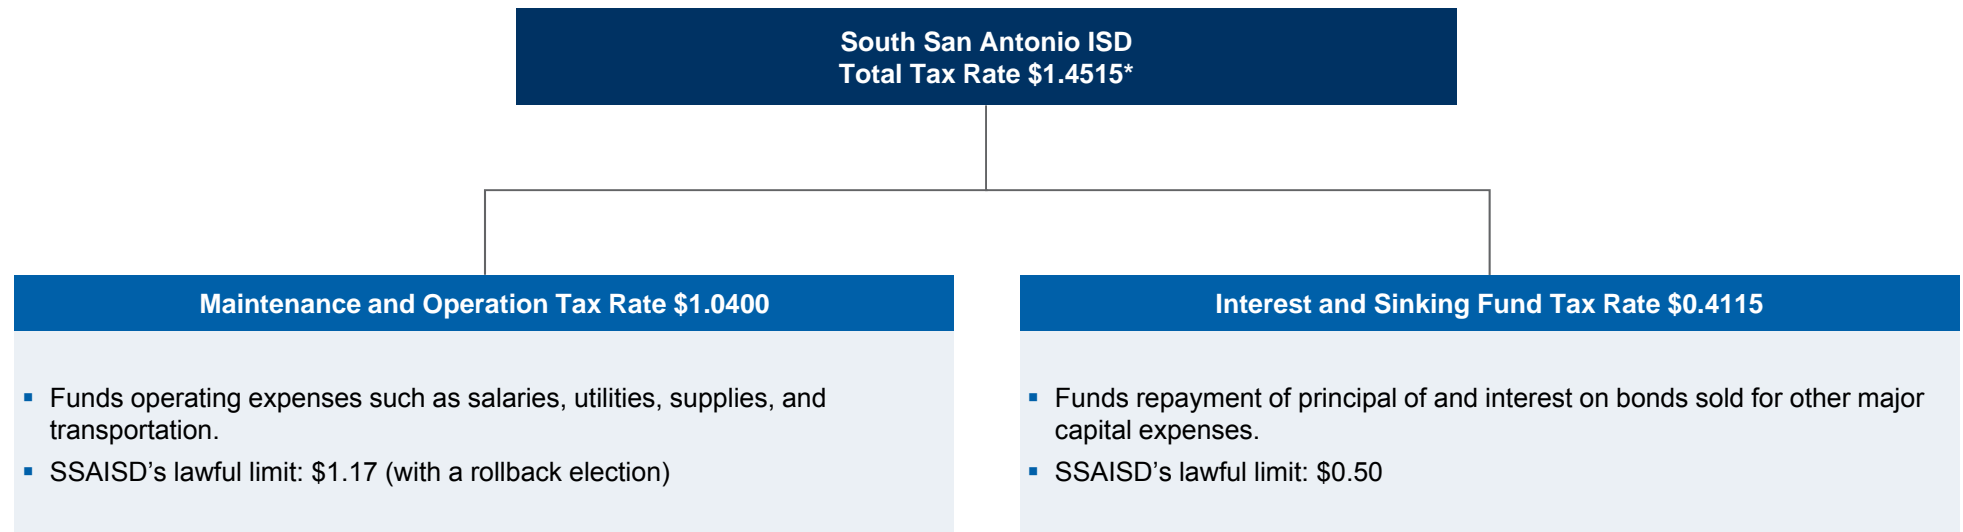 South San Antonio ISD
Total Tax Rate $1.4515*
Maintenance and Operation Tax Rate $1.0400
▪ Funds operating expenses such as salaries, utilities, supplies, and
transportation.
▪ SSAISD’s lawful limit: $1.17 (with a rollback election)
Interest and Sinking Fund Tax Rate $0.4115
▪ Funds repayment of principal of and interest on bonds sold for other major
capital expenses.
▪ SSAISD’s lawful limit: $0.50